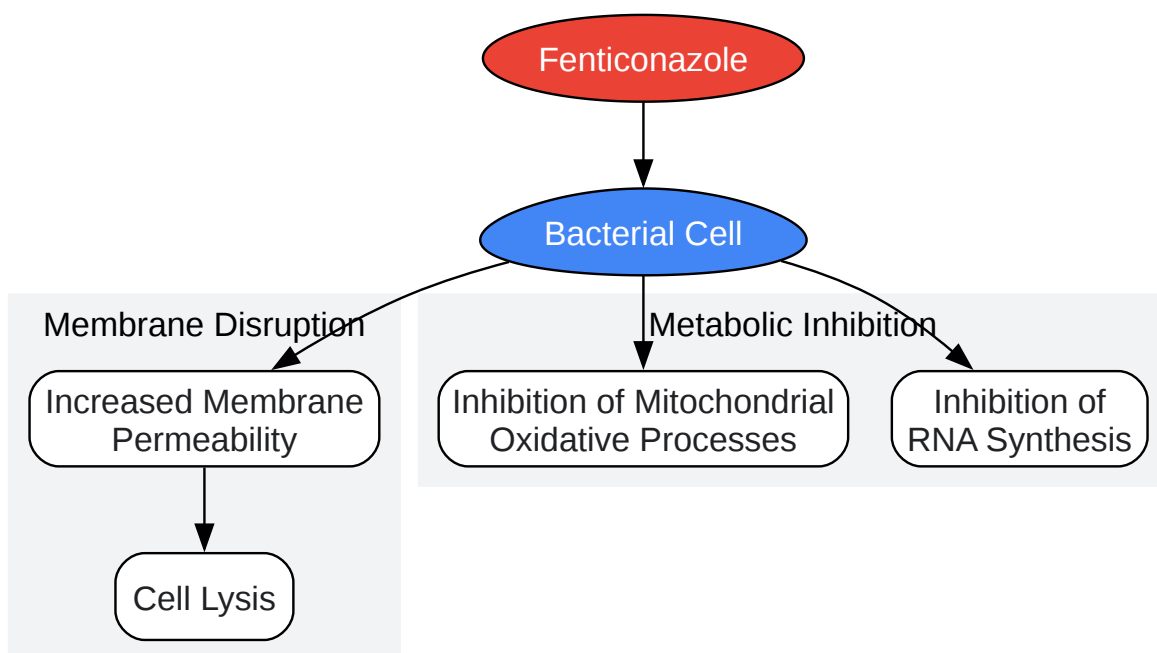 Fenticonazole
Bacterial Cell
Membrane Disruption
Metabolic Inhibition
Increased Membrane
Permeability
Inhibition of Mitochondrial
Oxidative Processes
Inhibition of
RNA Synthesis
Cell Lysis